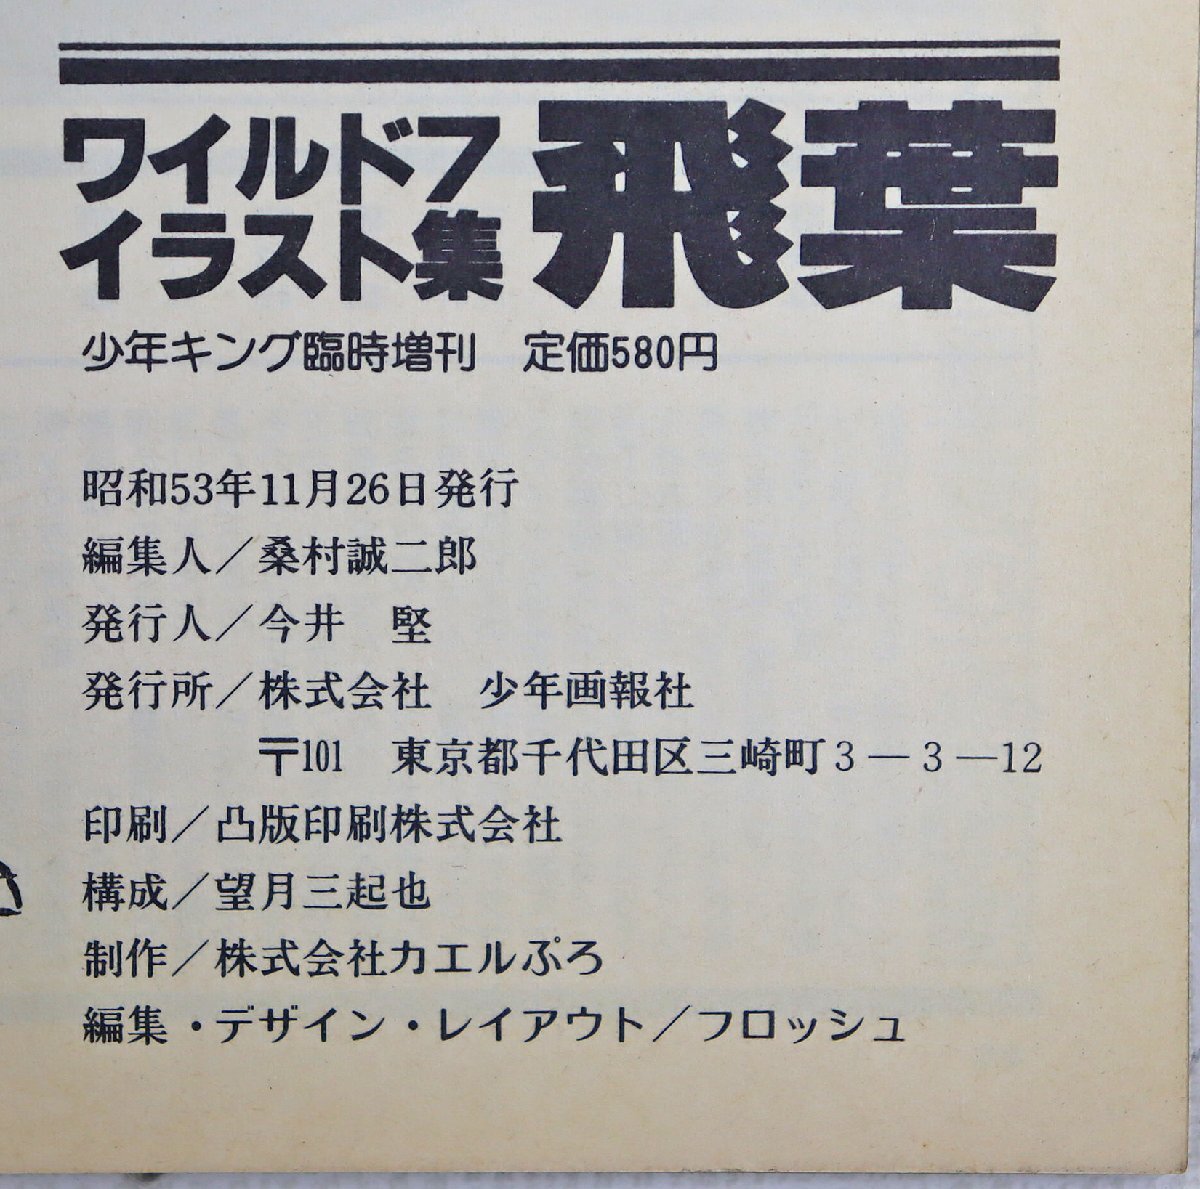 ワイルド7
イラスト集
飛葉
少年キング臨時増刊　定価580円
昭和53年11月26日発行
編集人／桑村誠二郎
発行人／今井　堅
発行所／株式会社　少年画報社
〒101　東京都千代田区三崎町3－3－12
印刷／凸版印刷株式会社
構成／望月三起也
制作／株式会社カエルぷろ
編集・デザイン・レイアウト／フロッシュ